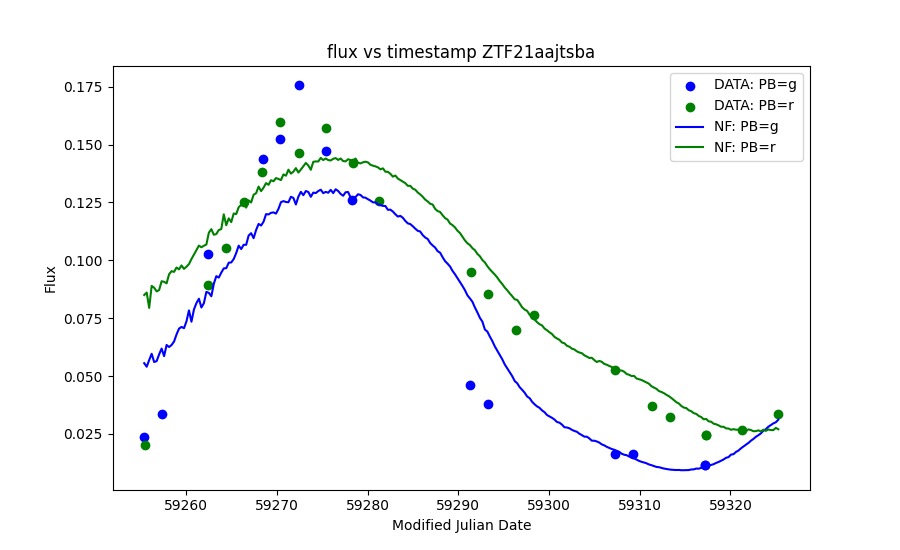 flux vs timestamp ZTF21aajtsba
DATA: PB=g
DATA: PB=r
NF: PB=g
NF: PB=r
Flux
0.175
0.150
0.125
0.100
0.075
0.050
0.025
59260 59270 59280 59290 59300 59310 59320
Modified Julian Date